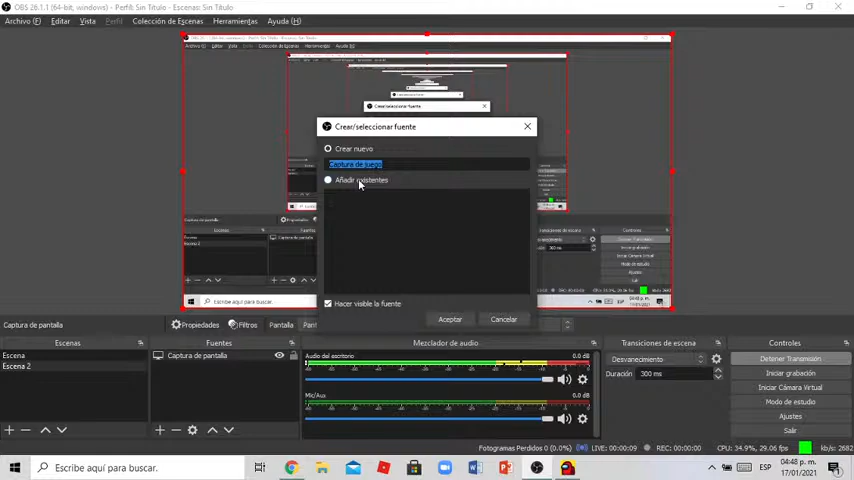 OBS 26.1.1 (64-bit, windows) - Perfil: Sin Título - Escenas: Sin Título
Archivo (F) Editar Vista Perfil Colección de Escenas Herramientas Ayuda (H)
Crear/seleccionar fuente
Crear/seleccionar fuente
Crear nuevo
Captura de juego
Añadir existentes
Hacer visible la fuente
Aceptar Cancelar
Captura de pantalla Propiedades Filtros Pantalla
Escenas Fuentes Mezclador de audio Transiciones de escena Controles
Escena
Escena 2
Captura de pantalla
Audio del escritorio 0.0 dB
Mic/Aux 0.0 dB
Desvanecimiento
Duración 300 ms
Detener Transmisión
Iniciar grabación
Iniciar Cámara Virtual
Modo de estudio
Ajustes
Salir
Fotogramas Perdidos 0 (0.0%) LIVE: 00:00:09 REC: 00:00:00 CPU: 34.9%, 29.06 fps kb/s: 2682
Escribe aquí para buscar. ESP 04:48 p. m.
17/01/2021